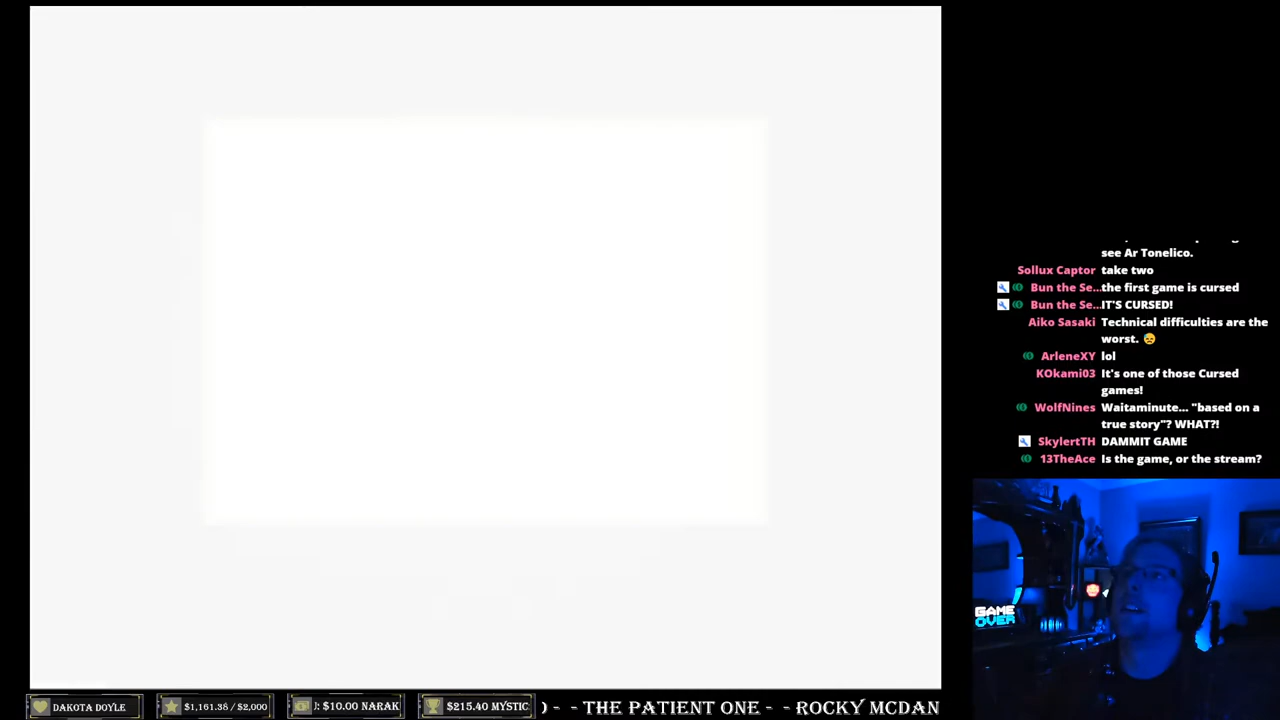 see Ar Tonelico.
Sollux Captor take two
Bun the Se... the first game is cursed
Bun the Se... IT'S CURSED!
Aiko Sasaki Technical difficulties are the
worst. 😥
ArleneXY lol
KOkami03 It's one of those Cursed
games!
WolfNines Waitaminute... "based on a
true story"? WHAT?!
SkylertTH DAMMIT GAME
13TheAce Is the game, or the stream?
GAME
OVER
DAKOTA DOYLE
$1,161.38 / $2,000
): $10.00 NARAK
$215.40 MYSTIC
- - THE PATIENT ONE - - ROCKY MCDAN